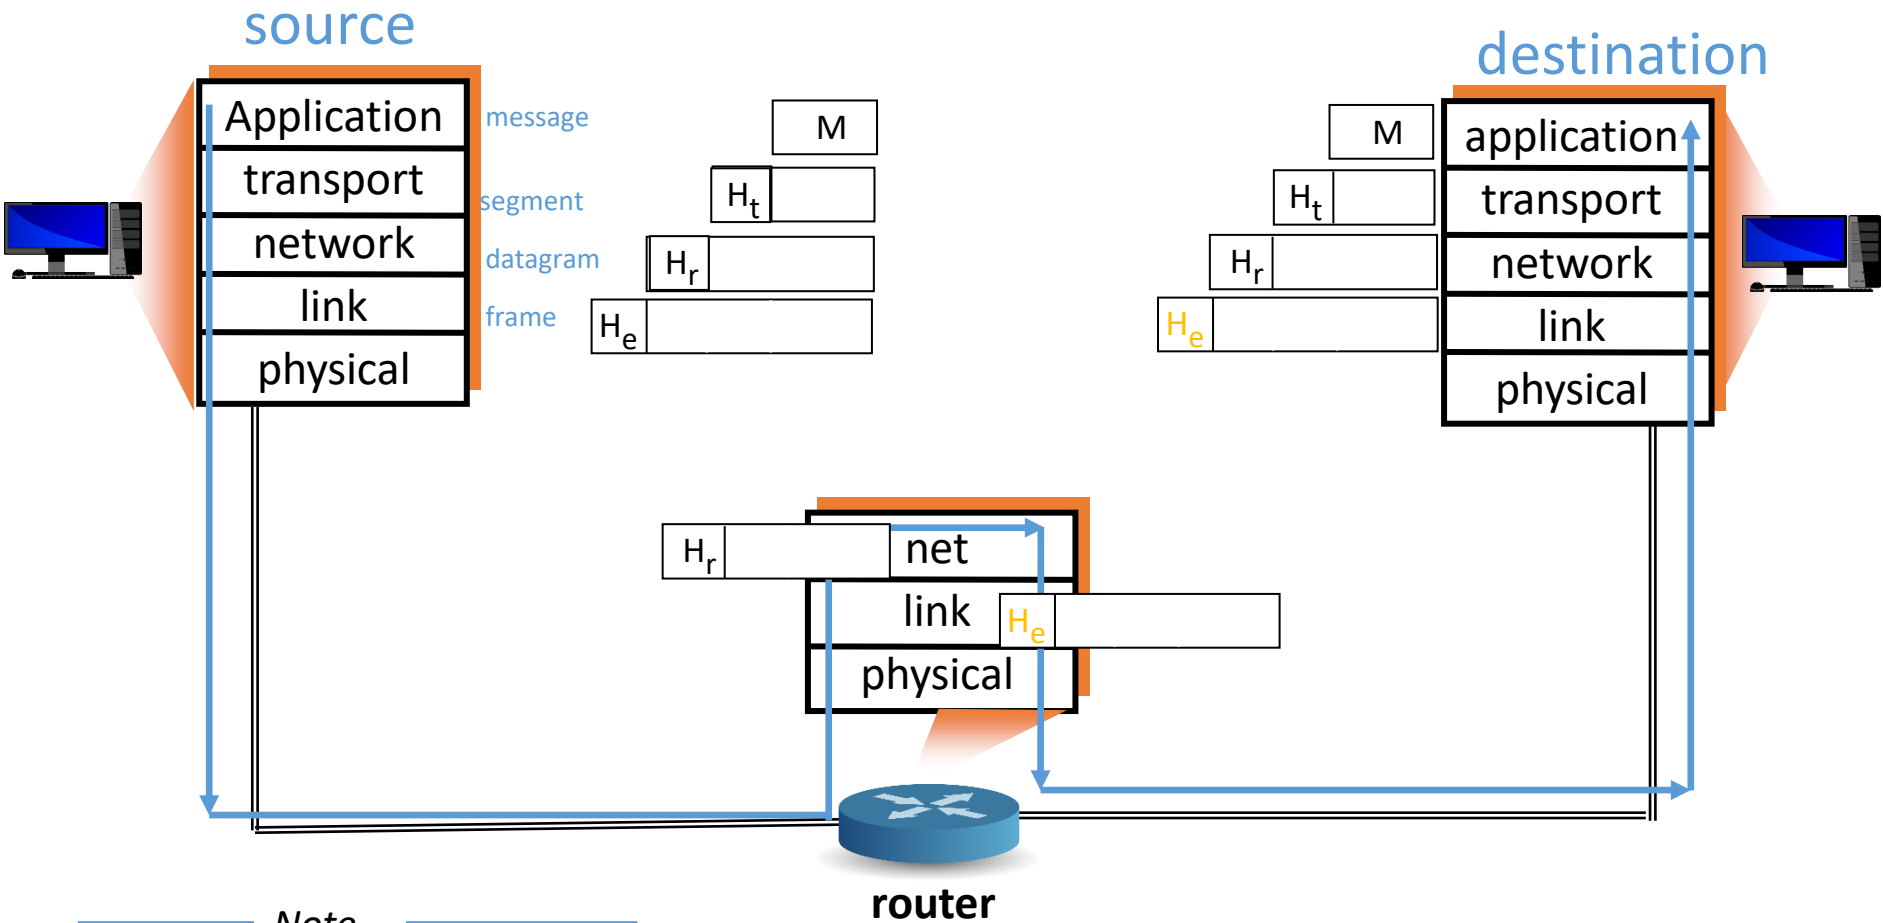 source
destination
Application
message
M
transport
segment
Ht
network
datagram
Hr
link
frame
He
physical
M
application
Ht
transport
Hr
network
He
link
physical
Hr
net
link
He
physical
router
Note